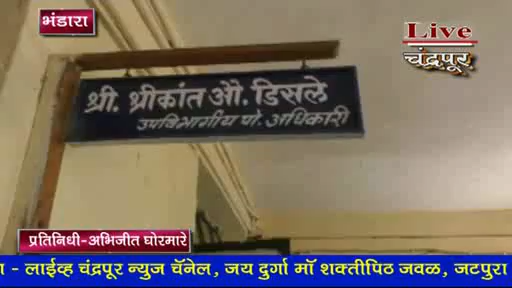 भंडारा
Live
चंद्रपूर
श्री. श्रीकांत औ. डिसले
उपविभागीय पो. अधिकारी
प्रतिनिधी-अभिजीत घोरमारे
- लाईव्ह चंद्रपूर न्युज चॅनेल, जय दुर्गा माँ शक्तीपिठ जवळ, जटपुरा